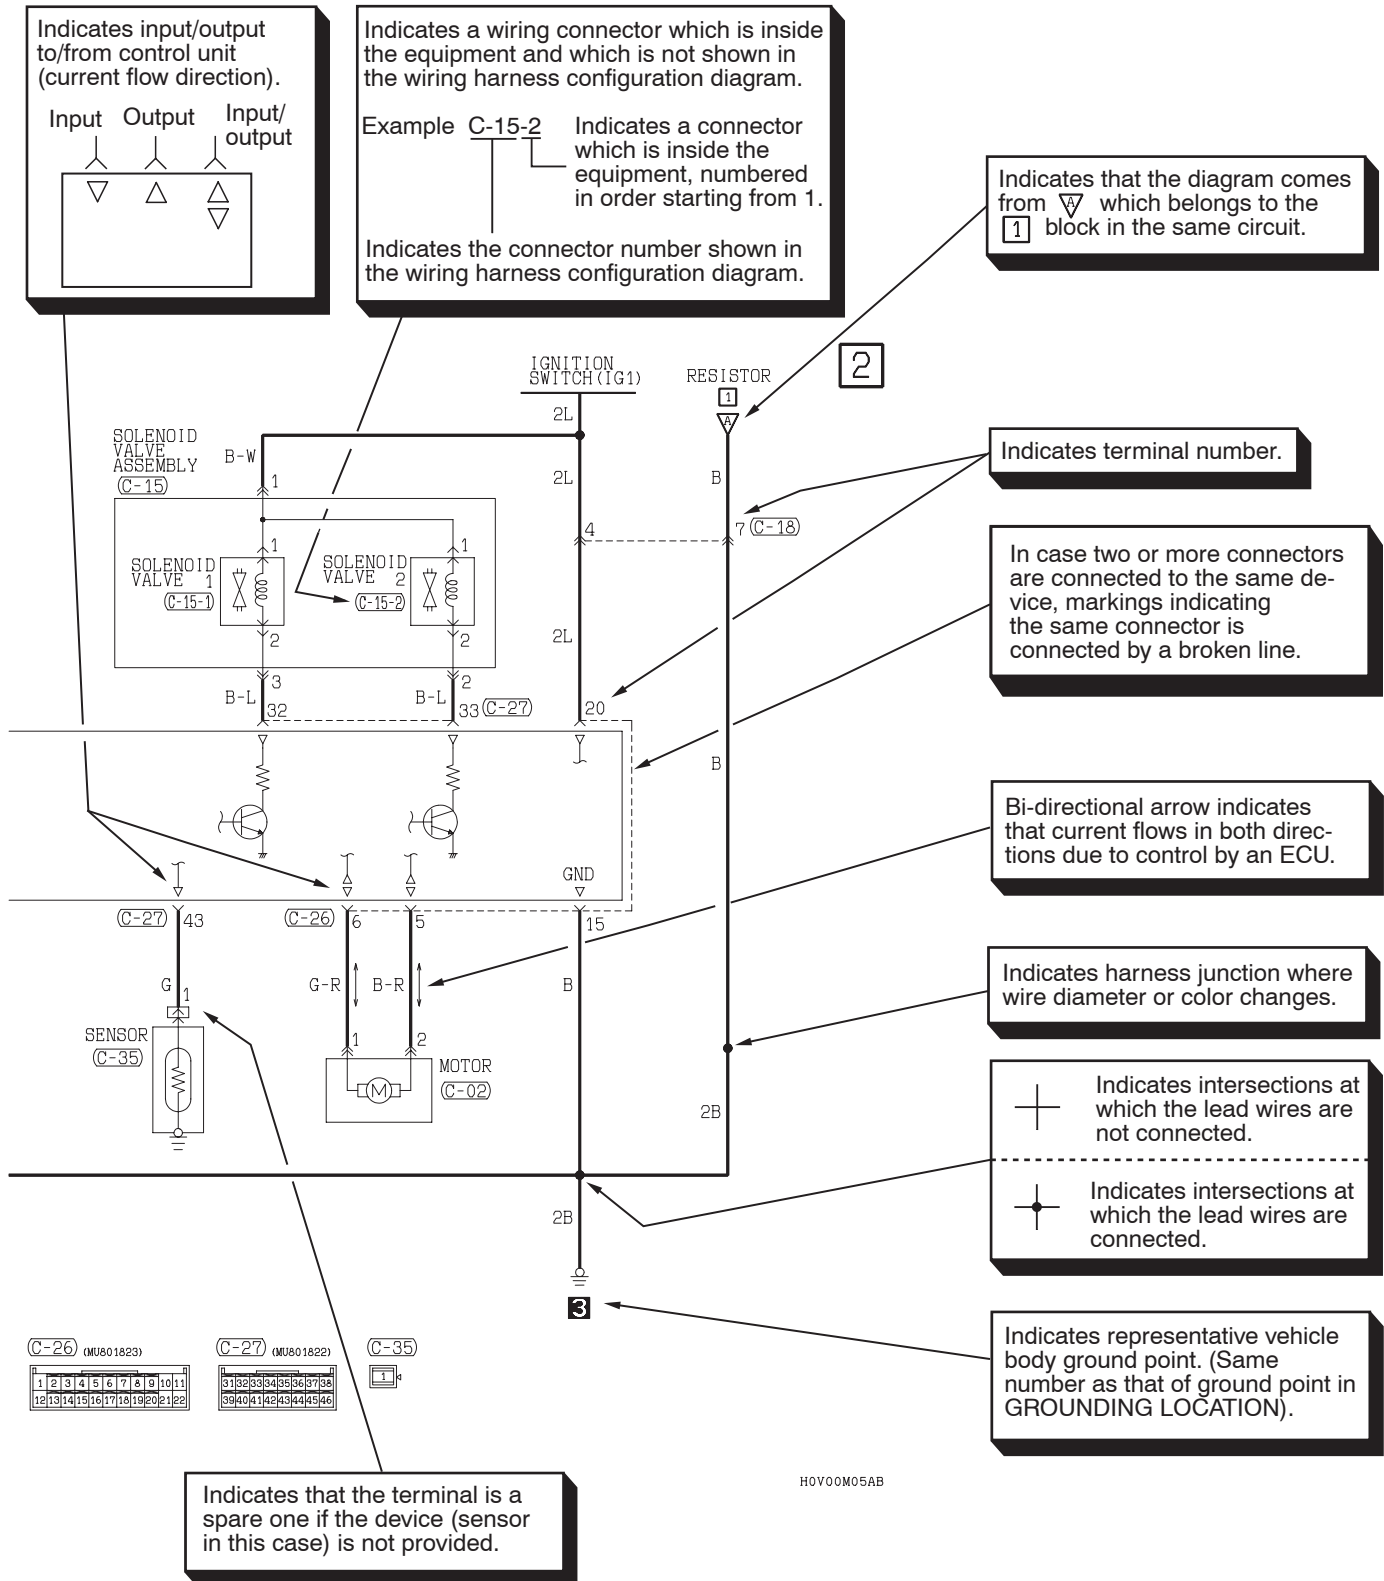 Indicates input/output
to/from control unit
(current flow direction).
Input
Output
Input/
output
Indicates a wiring connector which is inside
the equipment and which is not shown in
the wiring harness configuration diagram.
Example C-15-2
Indicates a connector
which is inside the
equipment, numbered
in order starting from 1.
Indicates the connector number shown in
the wiring harness configuration diagram.
Indicates that the diagram comes
from A which belongs to the
1 block in the same circuit.
2
IGNITION
SWITCH(IG1)
RESISTOR
1
A
2L
SOLENOID
VALVE
ASSEMBLY
(C-15)
B-W
1
2L
B
Indicates terminal number.
4
7 (C-18)
1
1
SOLENOID
VALVE 1
(C-15-1)
SOLENOID
VALVE 2
(C-15-2)
2
2
2L
In case two or more connectors
are connected to the same de-
vice, markings indicating
the same connector is
connected by a broken line.
3
2
B-L
B-L
32
33 (C-27)
20
B
Bi-directional arrow indicates
that current flows in both direc-
tions due to control by an ECU.
GND
(C-27) 43
(C-26) 6
5
15
G
1
G-R
B-R
B
Indicates harness junction where
wire diameter or color changes.
SENSOR
(C-35)
1
2
M
MOTOR
(C-02)
2B
Indicates intersections at
which the lead wires are
not connected.
Indicates intersections at
which the lead wires are
connected.
2B
3
Indicates representative vehicle
body ground point. (Same
number as that of ground point in
GROUNDING LOCATION).
(C-26) (MU801823)
1 2 3 4 5 6 7 8 9 10 11
12 13 14 15 16 17 18 19 20 21 22
(C-27) (MU801822)
31 32 33 34 35 36 37 38
39 40 41 42 43 44 45 46
(C-35)
1
H0V00M05AB
Indicates that the terminal is a
spare one if the device (sensor
in this case) is not provided.